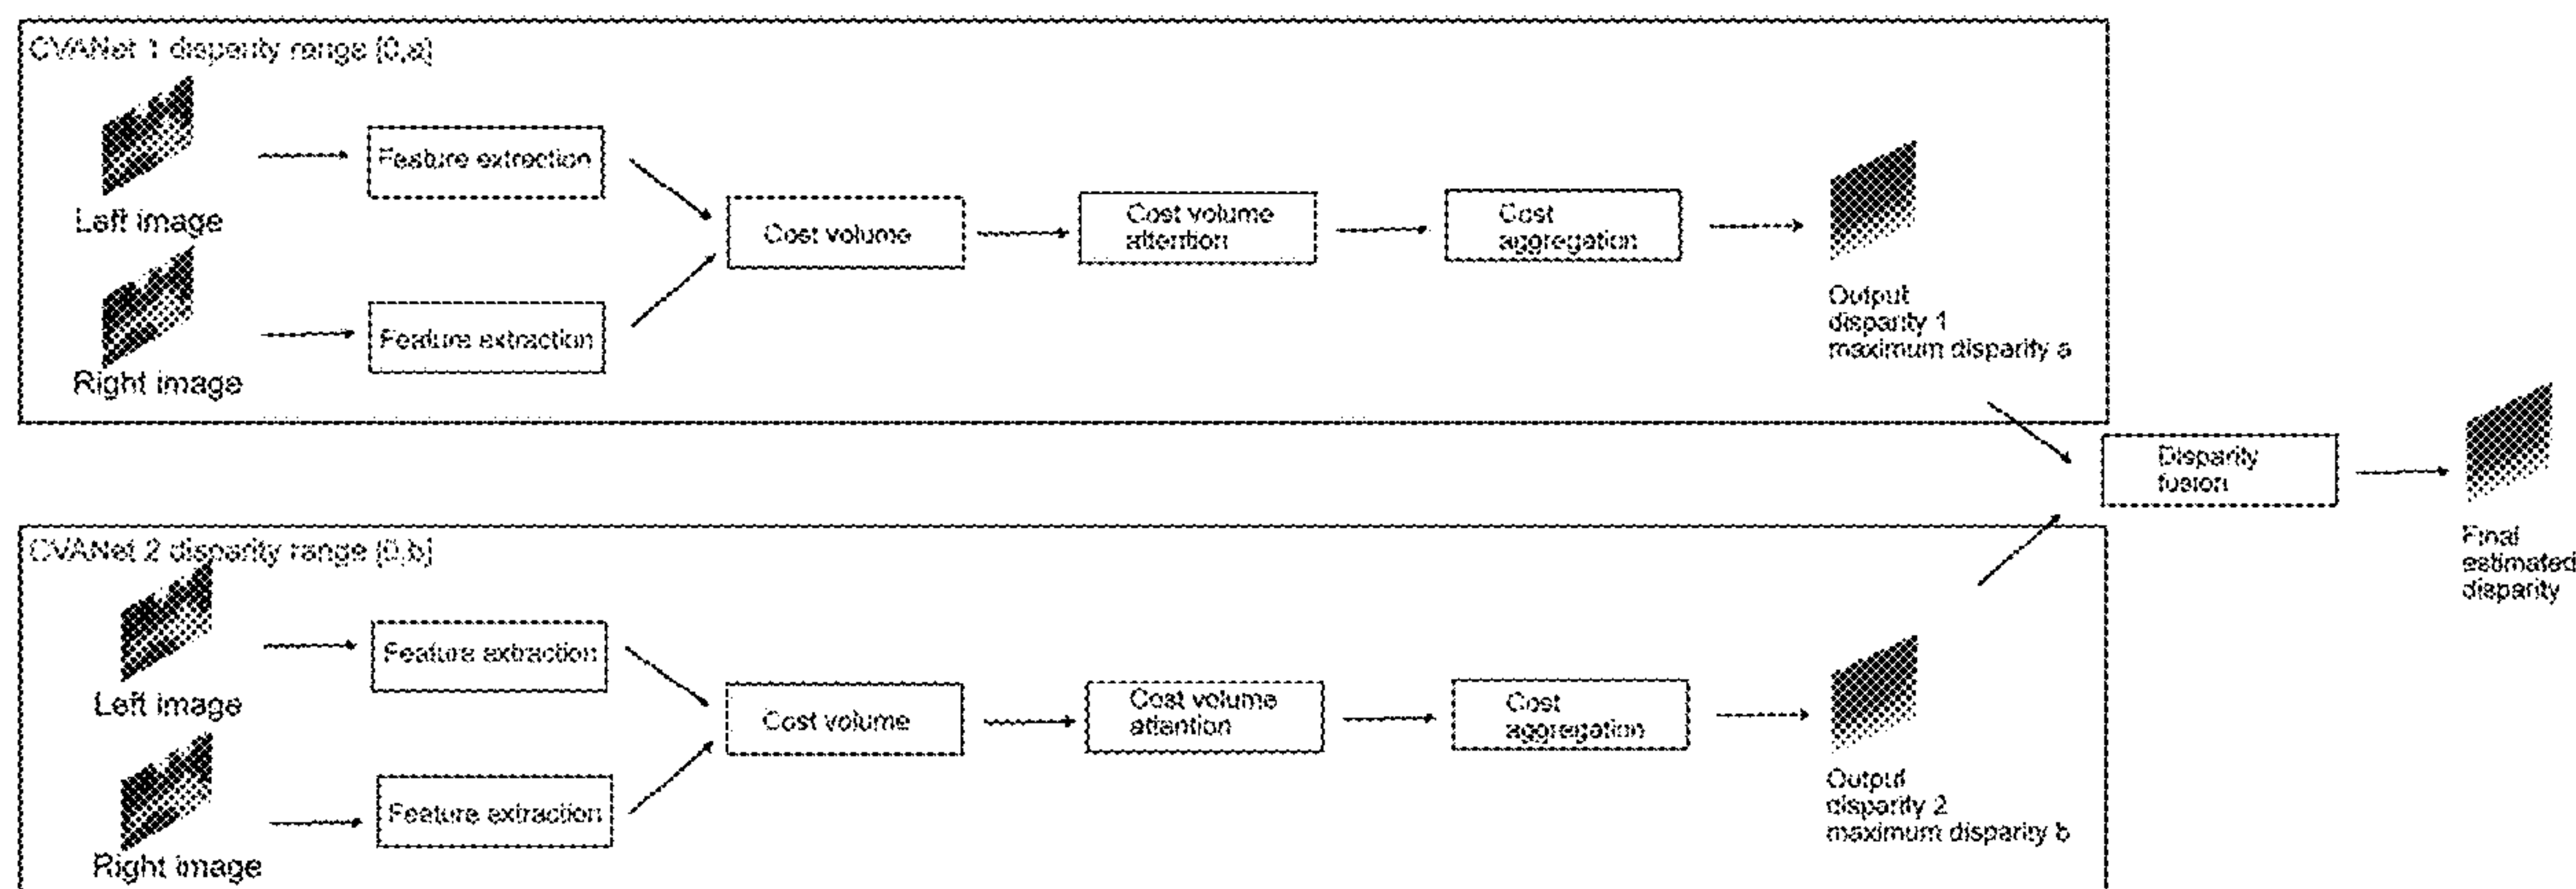 CVANet 1 disparity range [0,a]
Left image
Feature extraction
Right image
Feature extraction
Cost volume
Cost volume
attention
Cost
aggregation
Output
disparity 1
maximum disparity a
CVANet 2 disparity range [0,b]
Left image
Feature extraction
Right image
Feature extraction
Cost volume
Cost volume
attention
Cost
aggregation
Output
disparity 2
maximum disparity b
Disparity
fusion
Final
estimated
disparity